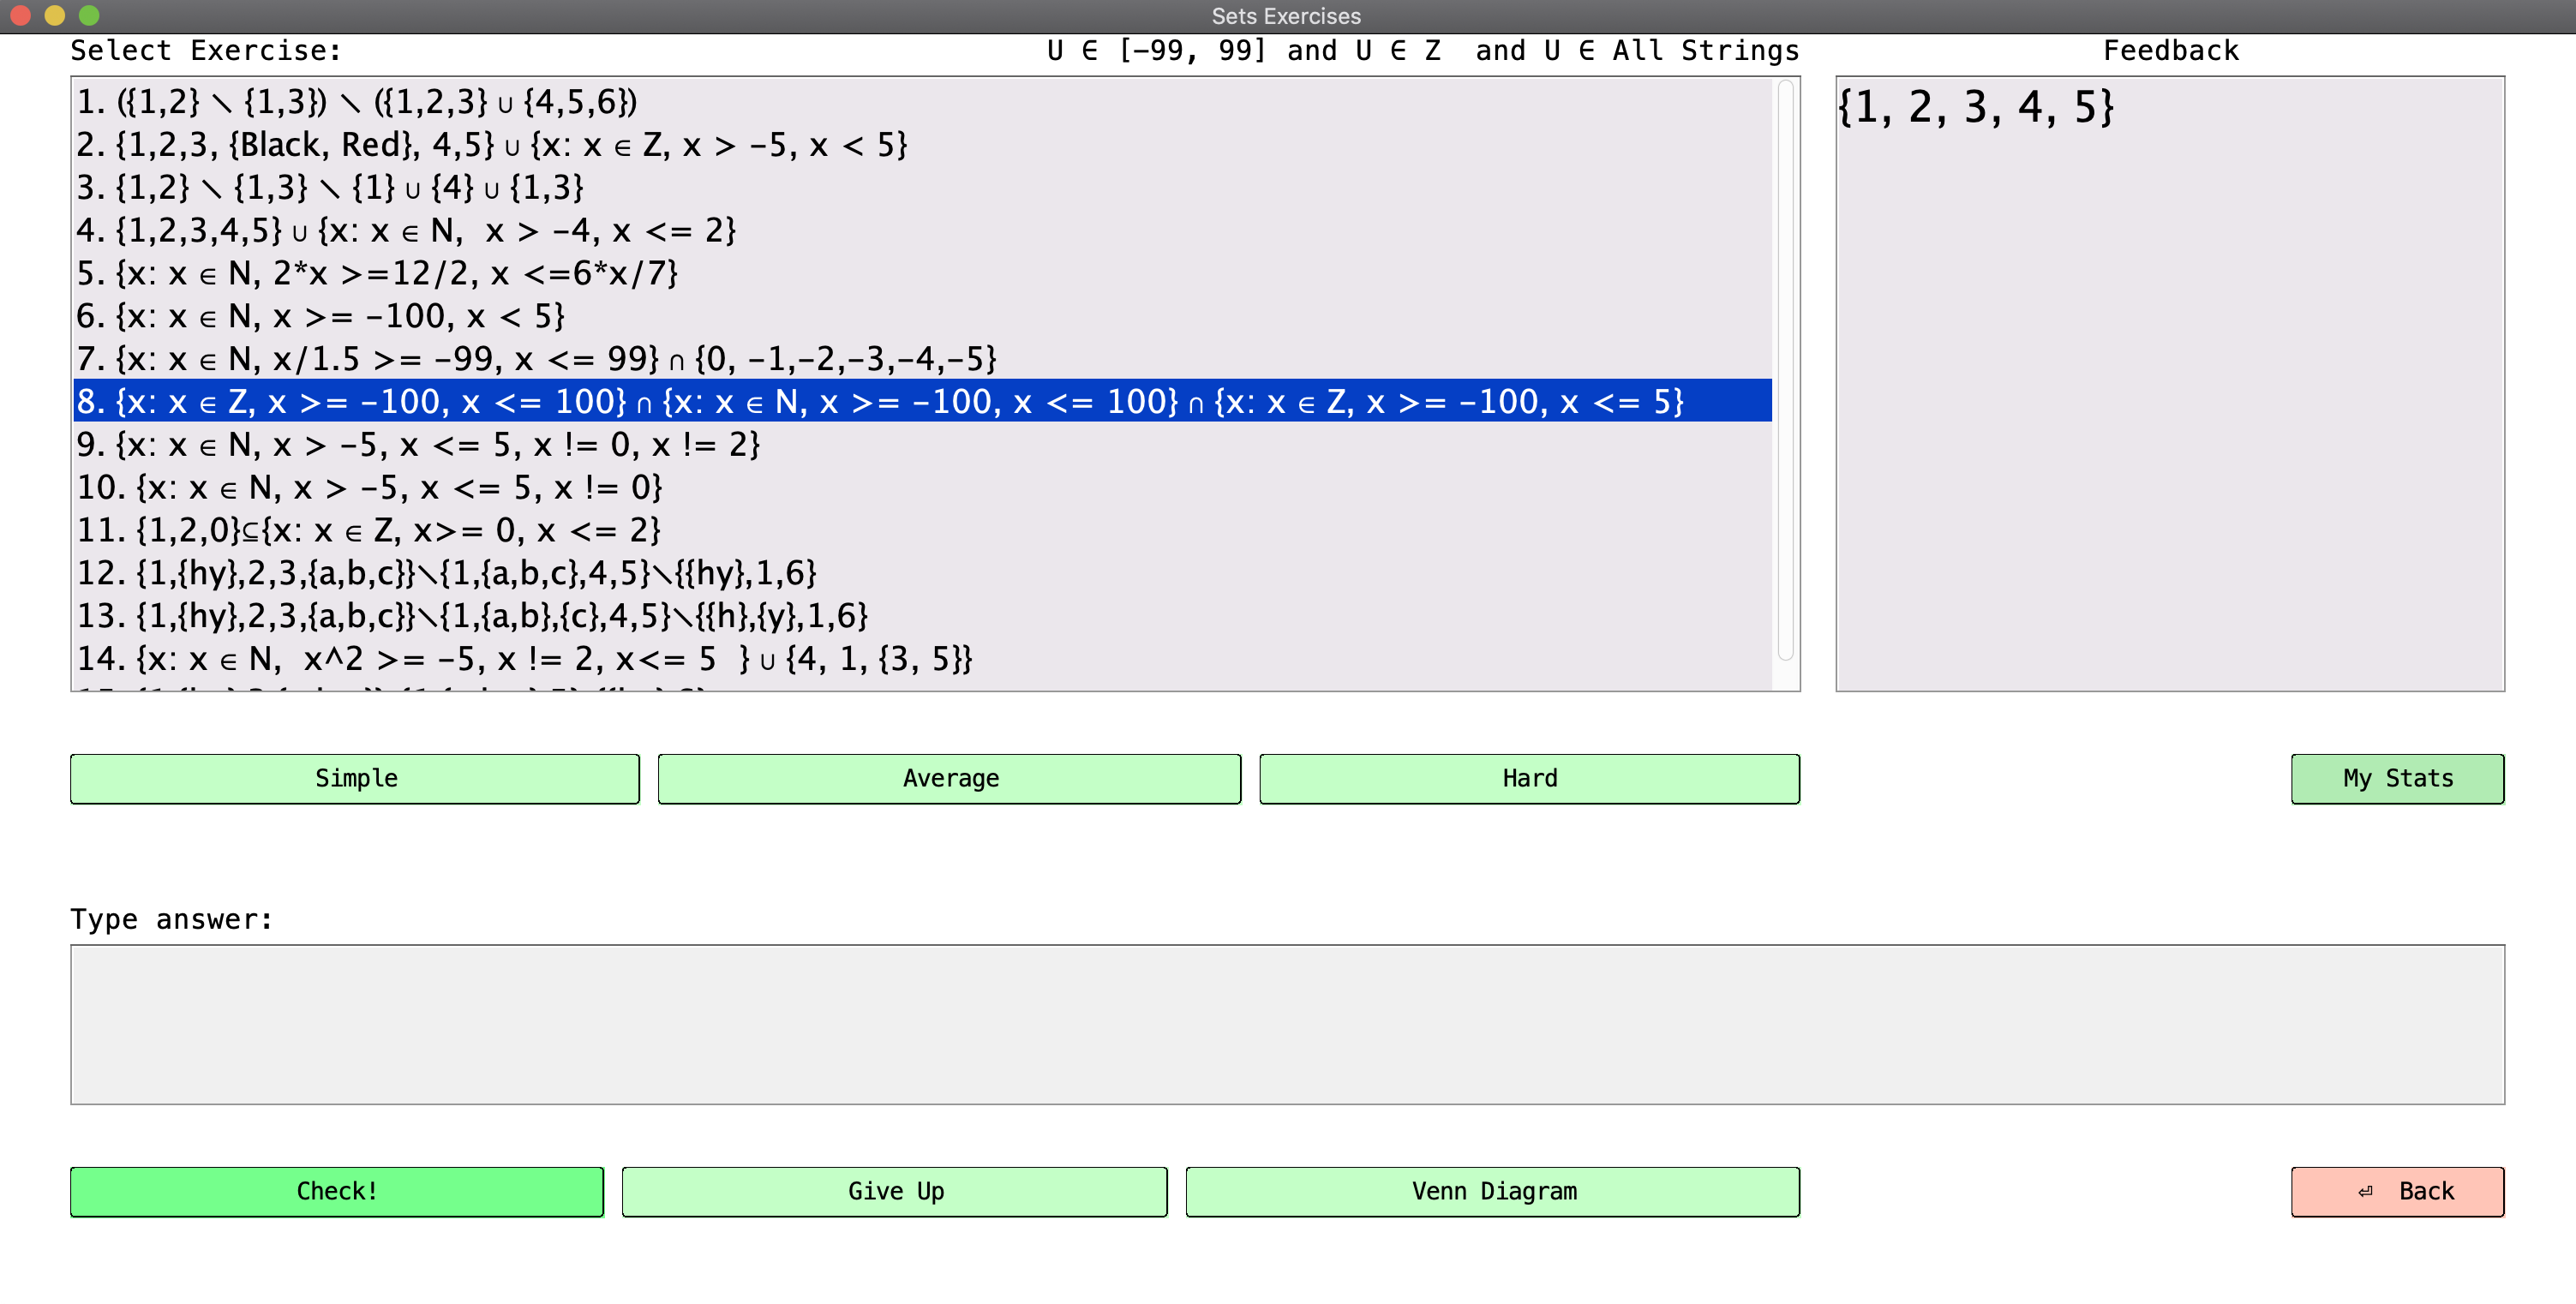 Sets Exercises
Select Exercise:
U ∈ [-99, 99] and U ∈ Z  and U ∈ All Strings
Feedback
1. ({1,2} ∖ {1,3}) ∖ ({1,2,3} ∪ {4,5,6})
2. {1,2,3, {Black, Red}, 4,5} ∪ {x: x ∈ Z, x > -5, x < 5}
3. {1,2} ∖ {1,3} ∖ {1} ∪ {4} ∪ {1,3}
4. {1,2,3,4,5} ∪ {x: x ∈ N,  x > -4, x <= 2}
5. {x: x ∈ N, 2*x >=12/2, x <=6*x/7}
6. {x: x ∈ N, x >= -100, x < 5}
7. {x: x ∈ N, x/1.5 >= -99, x <= 99} ∩ {0, -1,-2,-3,-4,-5}
8. {x: x ∈ Z, x >= -100, x <= 100} ∩ {x: x ∈ N, x >= -100, x <= 100} ∩ {x: x ∈ Z, x >= -100, x <= 5}
9. {x: x ∈ N, x > -5, x <= 5, x != 0, x != 2}
10. {x: x ∈ N, x > -5, x <= 5, x != 0}
11. {1,2,0}⊆{x: x ∈ Z, x>= 0, x <= 2}
12. {1,{hy},2,3,{a,b,c}}∖{1,{a,b,c},4,5}∖{{hy},1,6}
13. {1,{hy},2,3,{a,b,c}}∖{1,{a,b},{c},4,5}∖{{h},{y},1,6}
14. {x: x ∈ N,  x^2 >= -5, x != 2, x<= 5  } ∪ {4, 1, {3, 5}}
{1, 2, 3, 4, 5}
Simple
Average
Hard
My Stats
Type answer:
Check!
Give Up
Venn Diagram
⏎ Back